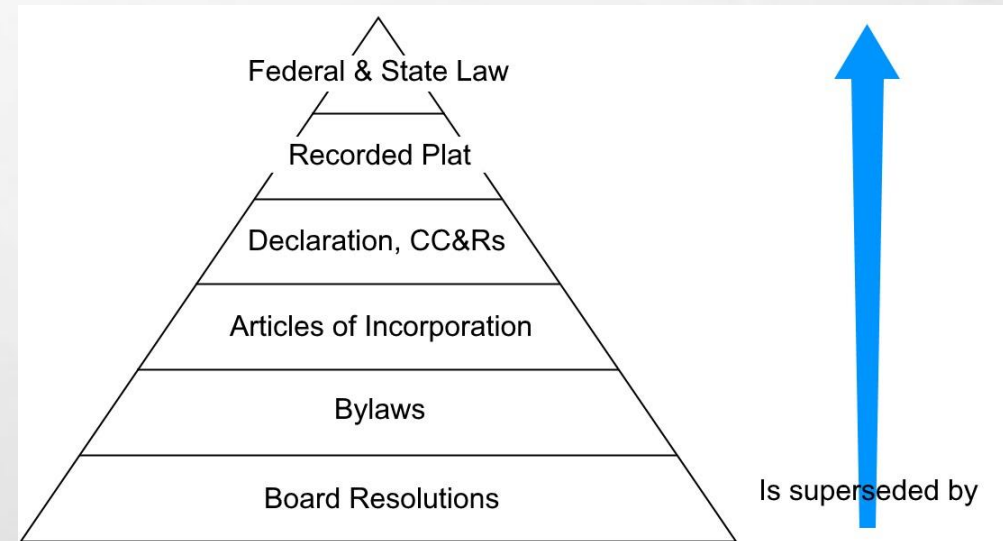 Federal & State Law
Recorded Plat
Declaration, CC&Rs
Articles of Incorporation
Bylaws
Board Resolutions
Is superseded by